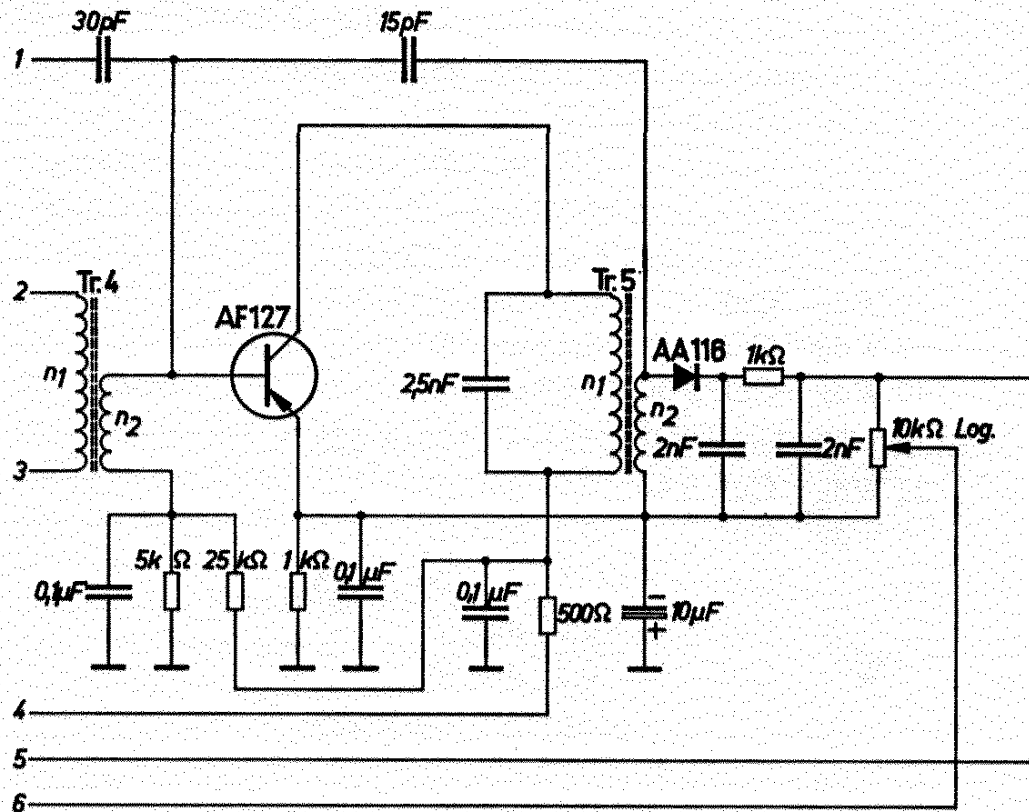 30pF
15pF
1
2
Tr.4
Tr.5
AF127
AA116
1kΩ
n1
2,5nF
n1
n2
n2
2nF
2nF
10kΩ Log.
3
5k Ω
25 kΩ
1 kΩ
0,1 µF
0,1µF
0,1 µF
500Ω
−
10µF
+
4
5
6